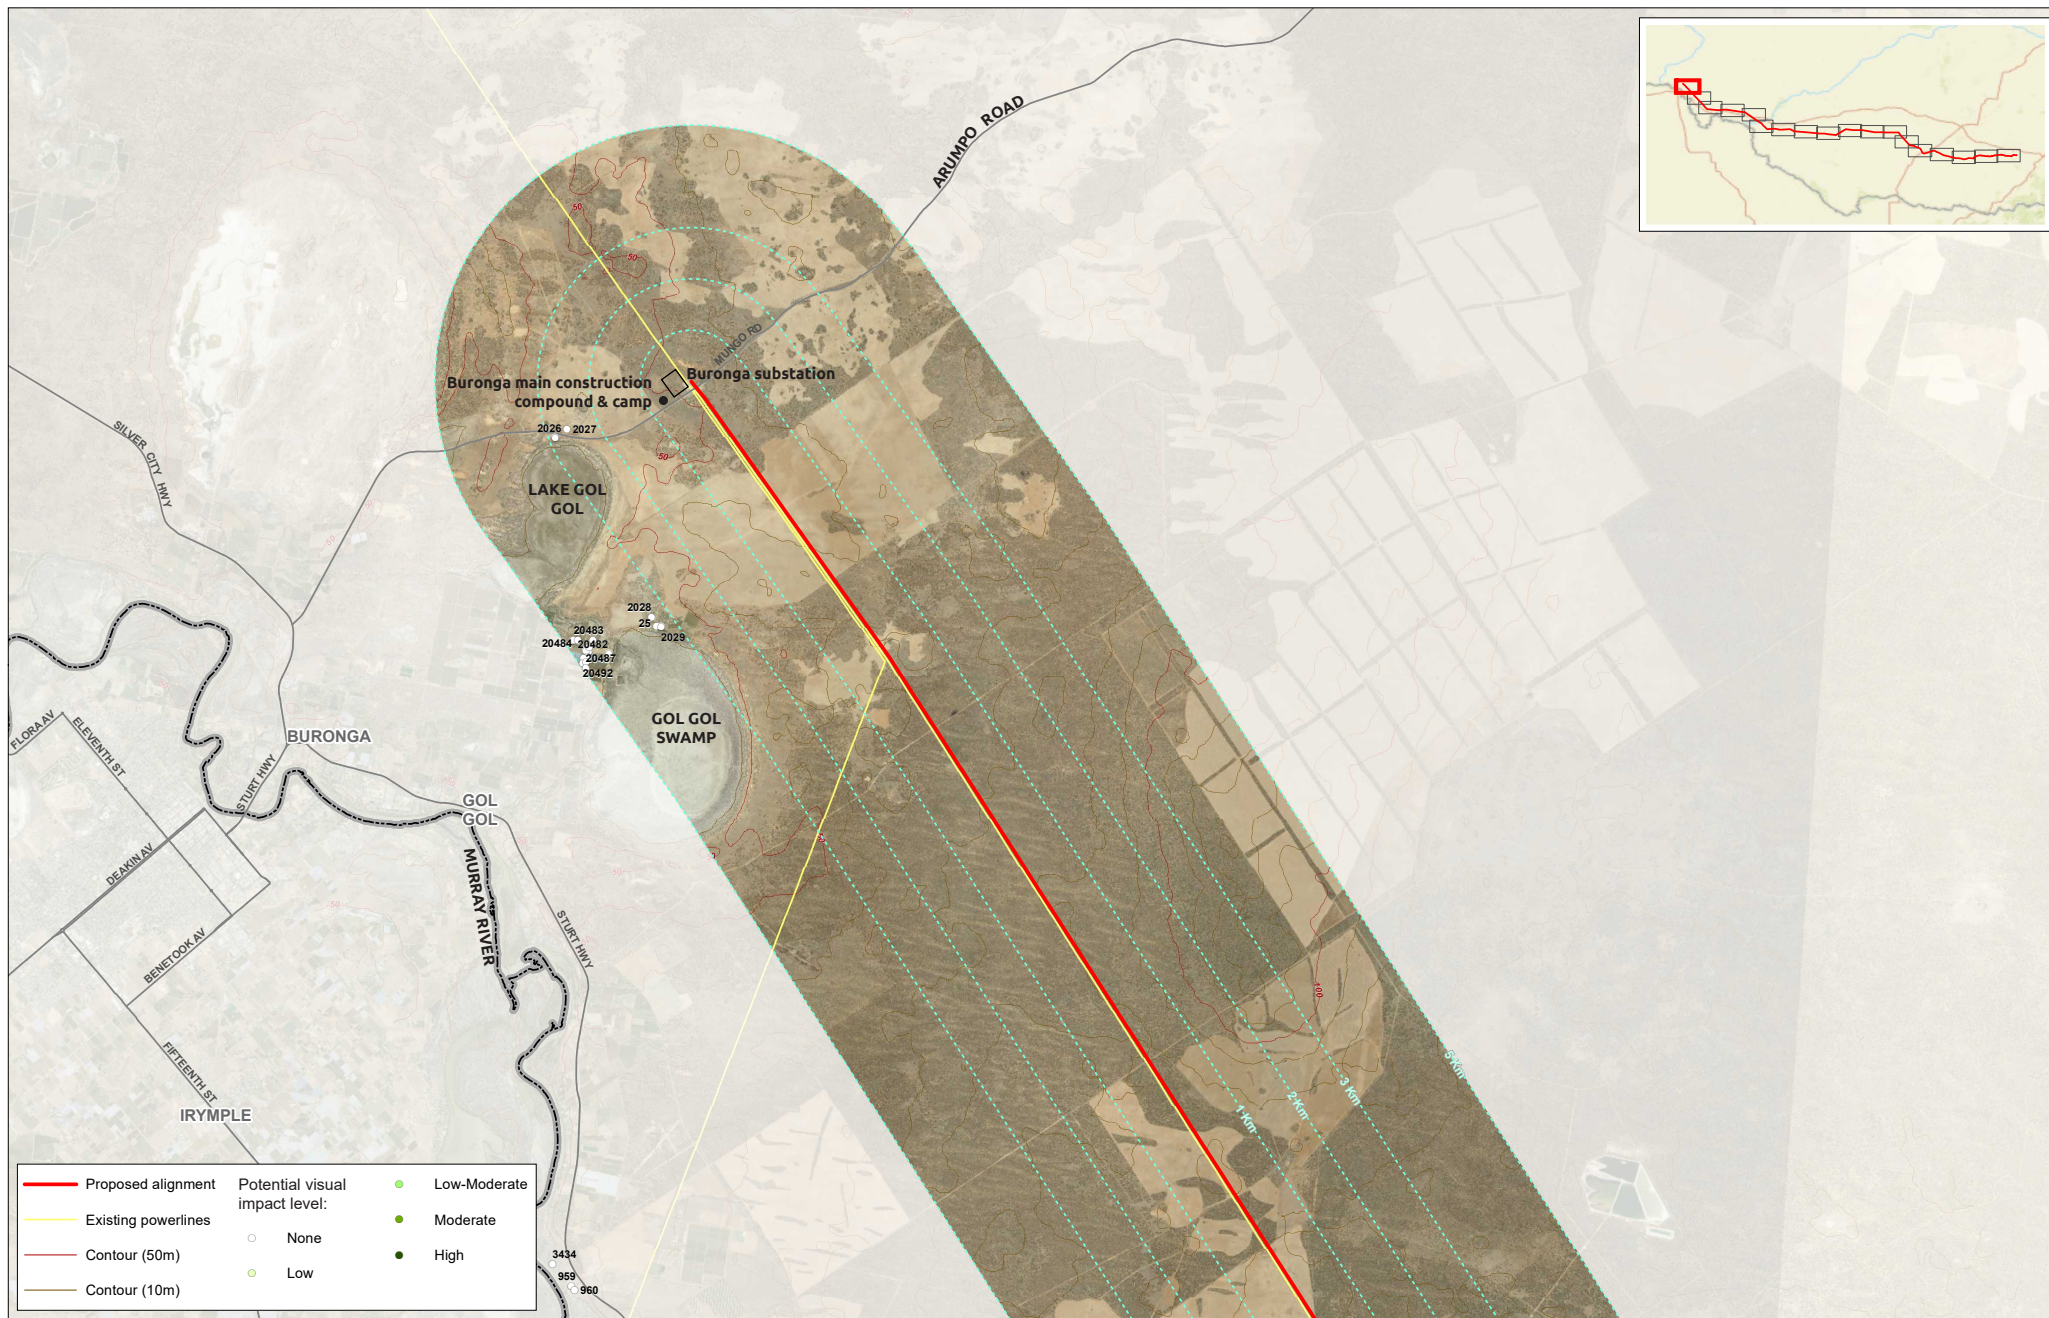 ARUMPO ROAD
50
50
MUNGO RD
Buronga substation
Buronga main construction
compound & camp
2026
2027
SILVER CITY HWY
50
LAKE GOL
GOL
50
2028
25
2029
20483
20484
20482
20487
20492
GOL GOL
SWAMP
FLORA AV
ELEVENTH ST
BURONGA
STURT HWY
GOL
GOL
DEAKIN AV
MURRAY RIVER
50
50
BENETOOK AV
STURT HWY
100
FIFTEENTH ST
IRYMPLE
1 Km
2 Km
3 Km
5 Km
Proposed alignment
Existing powerlines
Contour (50m)
Contour (10m)
Potential visual
impact level:
None
Low
Low-Moderate
Moderate
High
3434
959
960